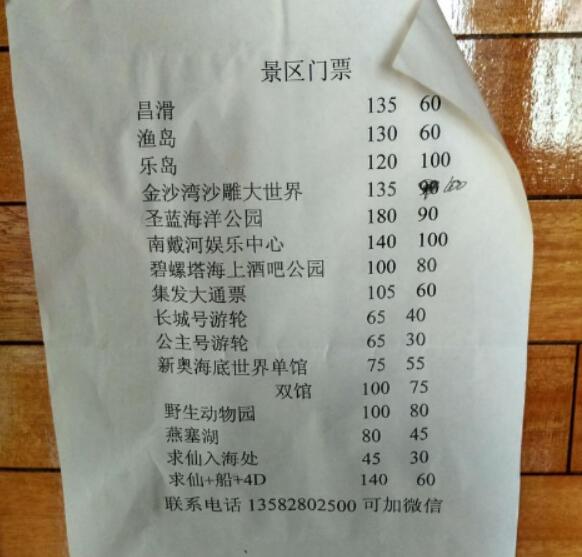 景区门票
昌滑 135 60
渔岛 130 60
乐岛 120 100
金沙湾沙雕大世界 135 100
圣蓝海洋公园 180 90
南戴河娱乐中心 140 100
碧螺塔海上酒吧公园 100 80
集发大通票 105 60
长城号游轮 65 40
公主号游轮 65 30
新奥海底世界单馆 75 55
双馆 100 75
野生动物园 100 80
燕塞湖 80 45
求仙入海处 45 30
求仙+船+4D 140 60
联系电话 13582802500 可加微信